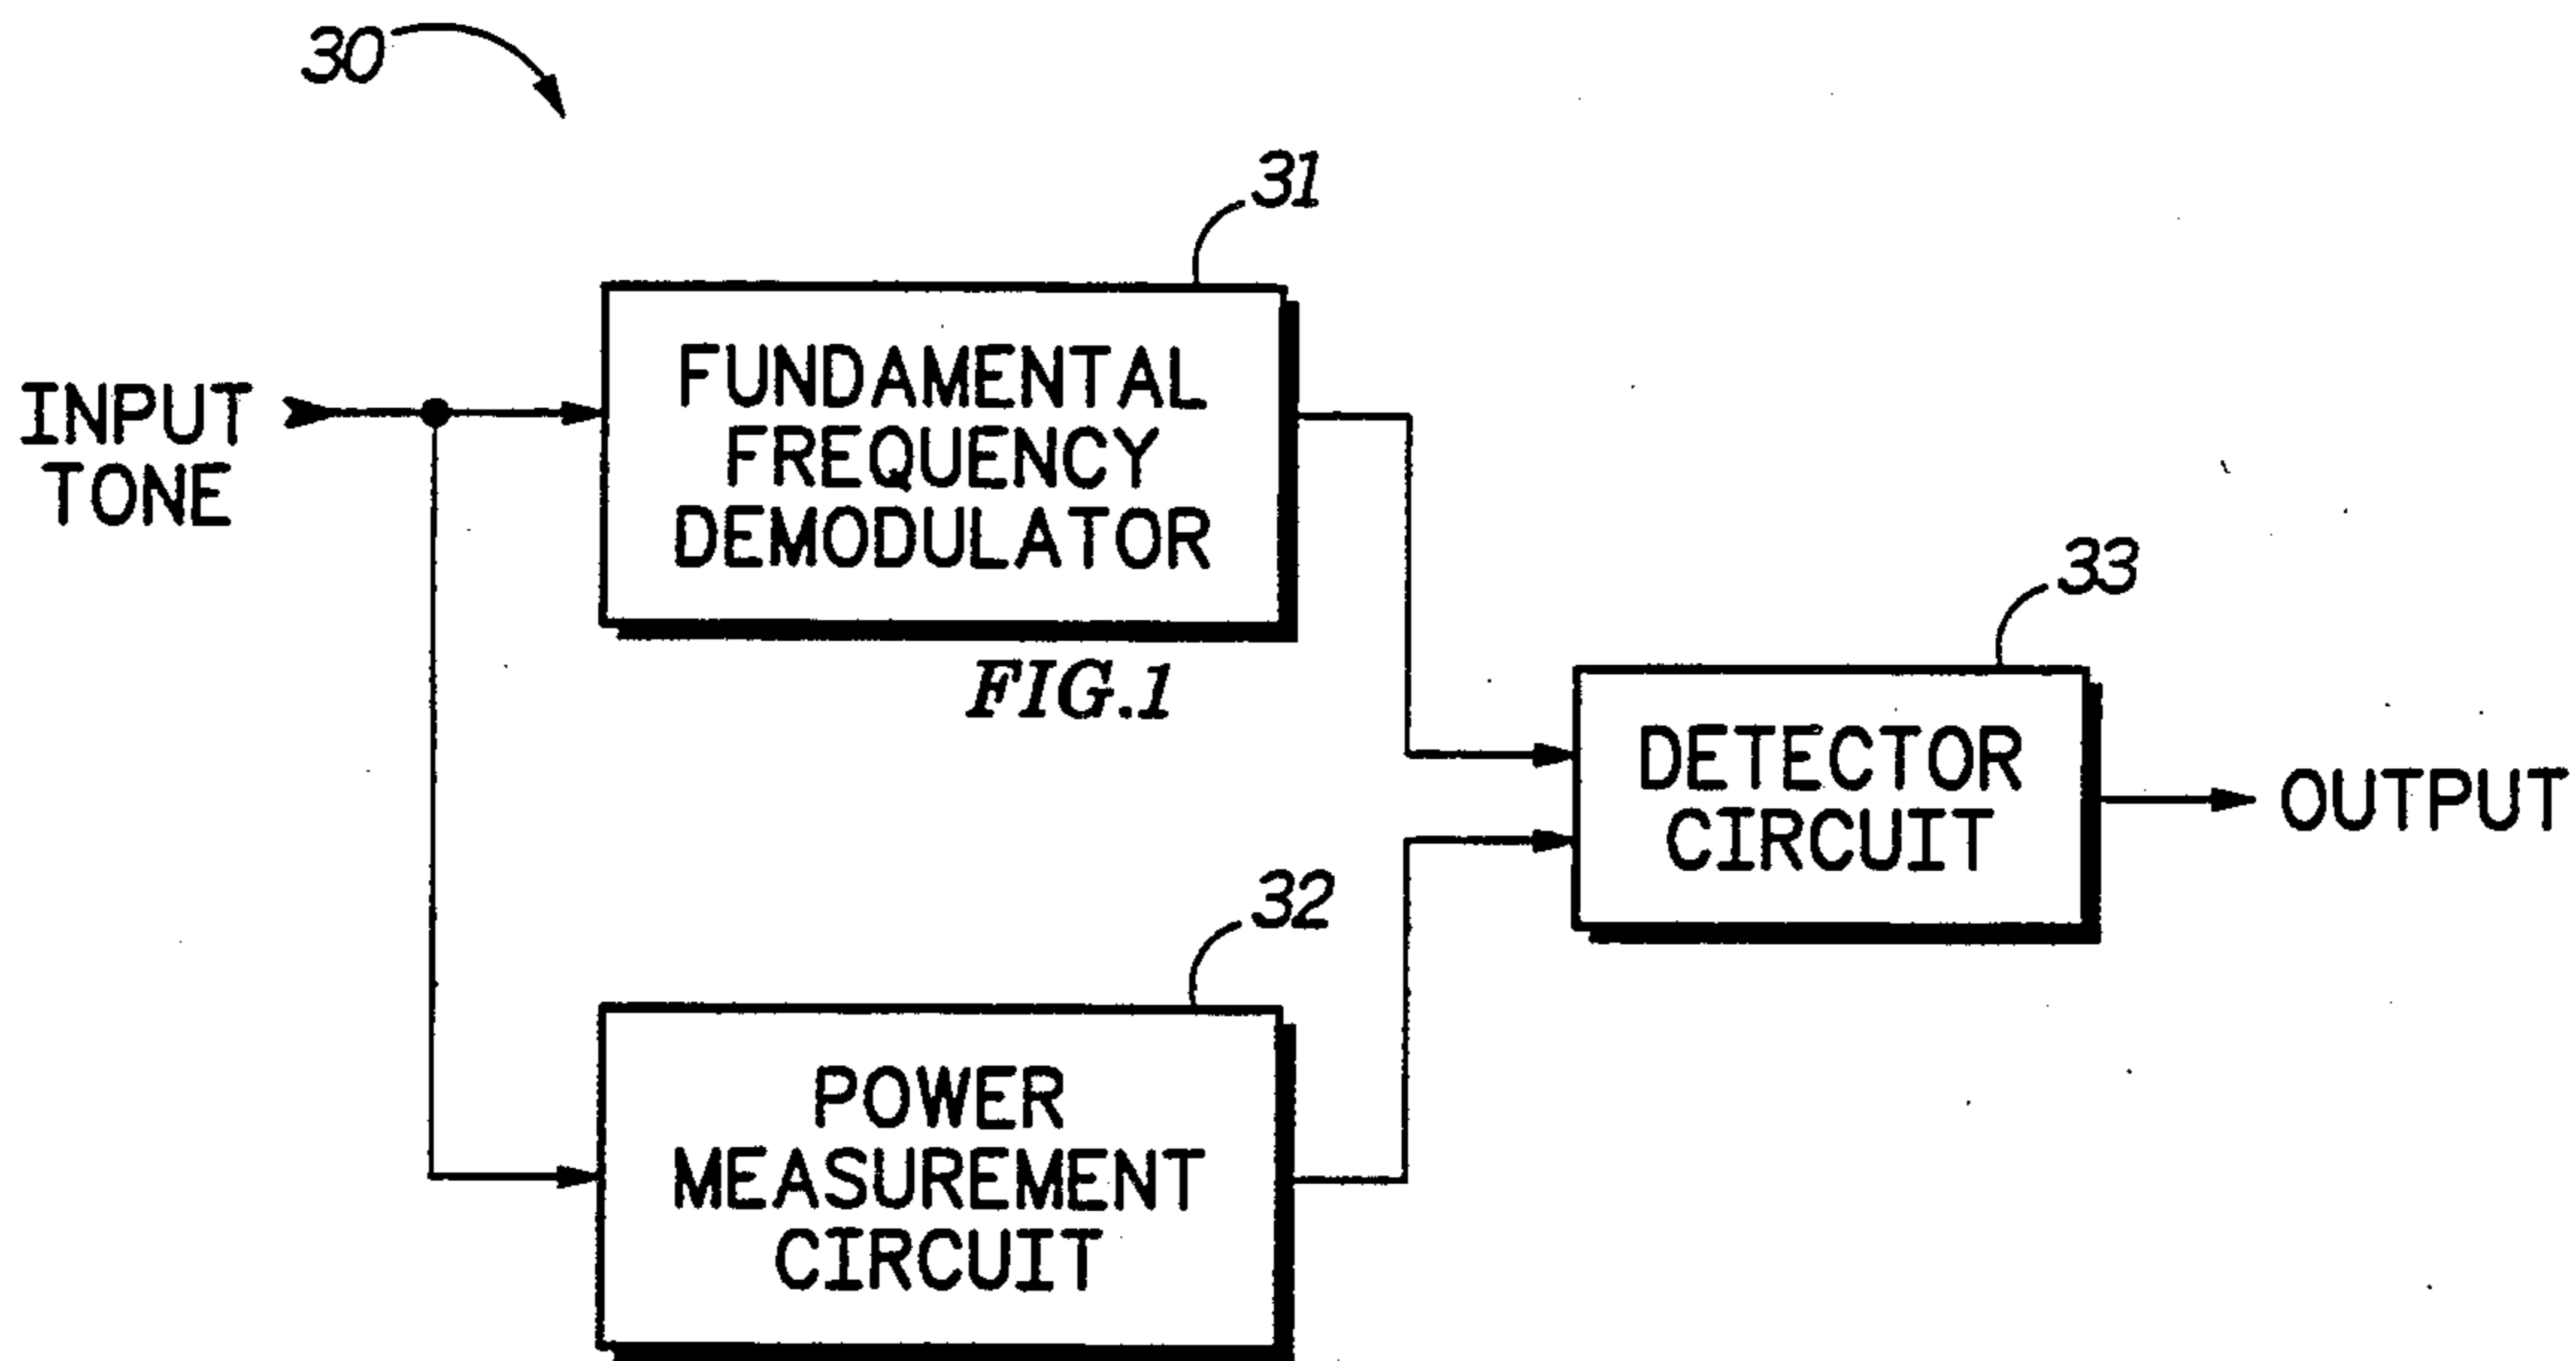 30
31
INPUT
TONE
FUNDAMENTAL
FREQUENCY
DEMODULATOR
FIG.1
33
DETECTOR
CIRCUIT
OUTPUT
32
POWER
MEASUREMENT
CIRCUIT